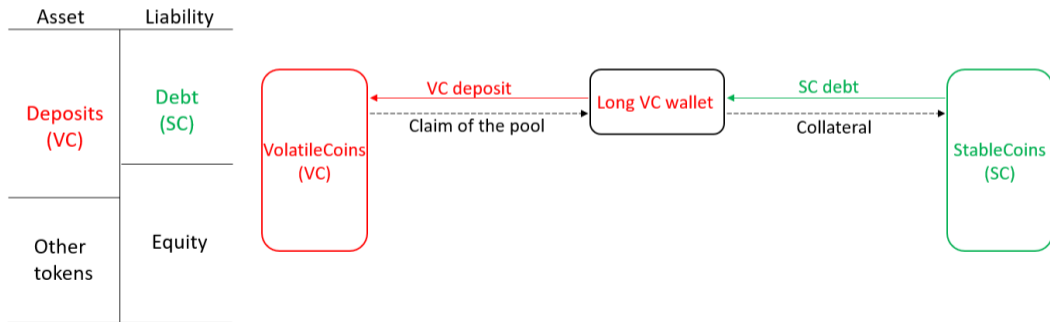 Asset
Liability
Deposits
(VC)
Debt
(SC)
Other
tokens
Equity
VolatileCoins
(VC)
VC deposit
Claim of the pool
Long VC wallet
SC debt
Collateral
StableCoins
(SC)